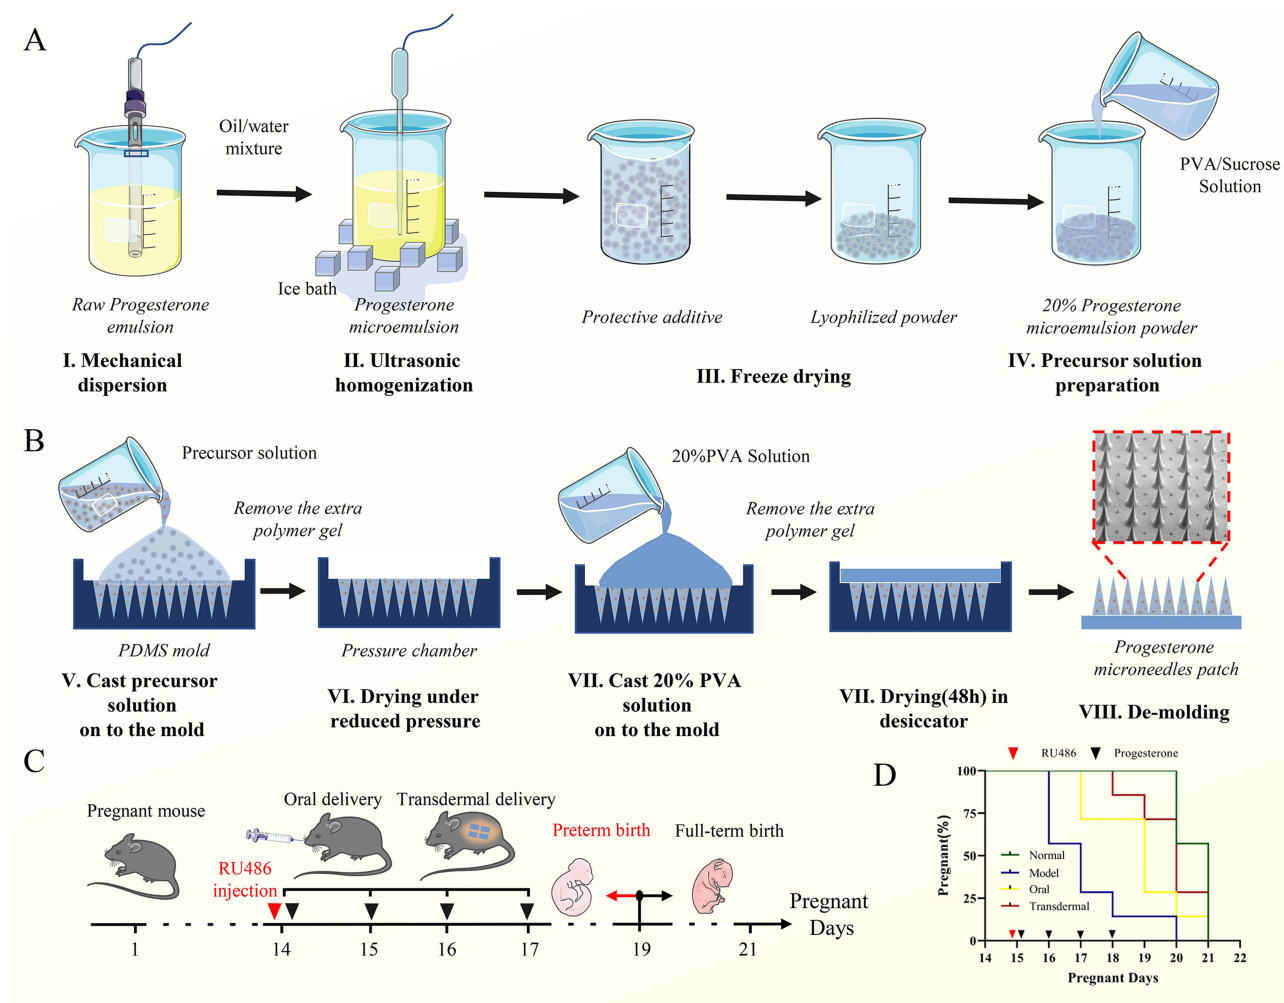 A
Oil/water
mixture
PVA/Sucrose
Solution
Ice bath
Raw Progesterone
emulsion
Progesterone
microemulsion
Protective additive
Lyophilized powder
20% Progesterone
microemulsion powder
I. Mechanical
dispersion
II. Ultrasonic
homogenization
III. Freeze drying
IV. Precursor solution
preparation
B
Precursor solution
Remove the extra
polymer gel
20%PVA Solution
Remove the extra
polymer gel
PDMS mold
Pressure chamber
Progesterone
microneedles patch
V. Cast precursor
solution
on to the mold
VI. Drying under
reduced pressure
VII. Cast 20% PVA
solution
on to the mold
VII. Drying(48h) in
desiccator
VIII. De-molding
C
Pregnant mouse
Oral delivery
Transdermal delivery
RU486
injection
Preterm birth
Full-term birth
Pregnant
Days
1
14
15
16
17
19
21
D
RU486
Progesterone
Pregnant(%)
100
75
50
25
0
Normal
Model
Oral
Transdermal
14 15 16 17 18 19 20 21 22
Pregnant Days